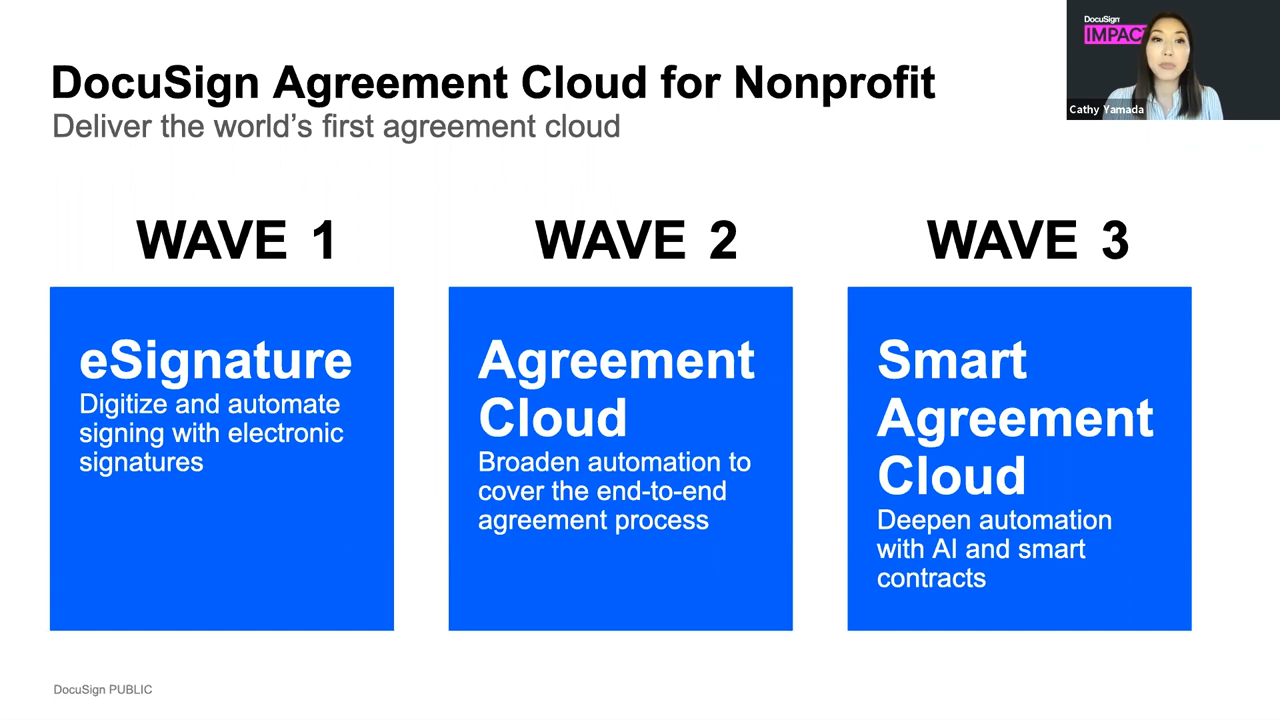 DocuSign Agreement Cloud for Nonprofit
Deliver the world’s first agreement cloud
DocuSign
IMPACT
Cathy Yamada
WAVE 1
eSignature
Digitize and automate
signing with electronic
signatures
WAVE 2
Agreement
Cloud
Broaden automation to
cover the end-to-end
agreement process
WAVE 3
Smart
Agreement
Cloud
Deepen automation
with AI and smart
contracts
DocuSign PUBLIC